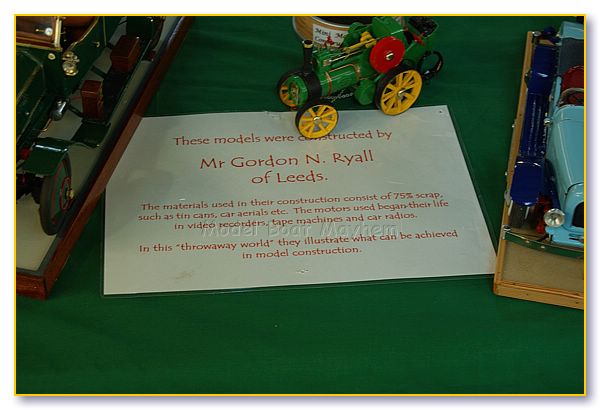 Mini
These models were constructed by
Mr Gordon N. Ryall
of Leeds.
The materials used in their construction consist of 75% scrap,
such as tin cans, car aerials etc. The motors used began their life
in video recorders, tape machines and car radios.
Model Boat Mayhem
In this "throwaway world" they illustrate what can be achieved
in model construction.